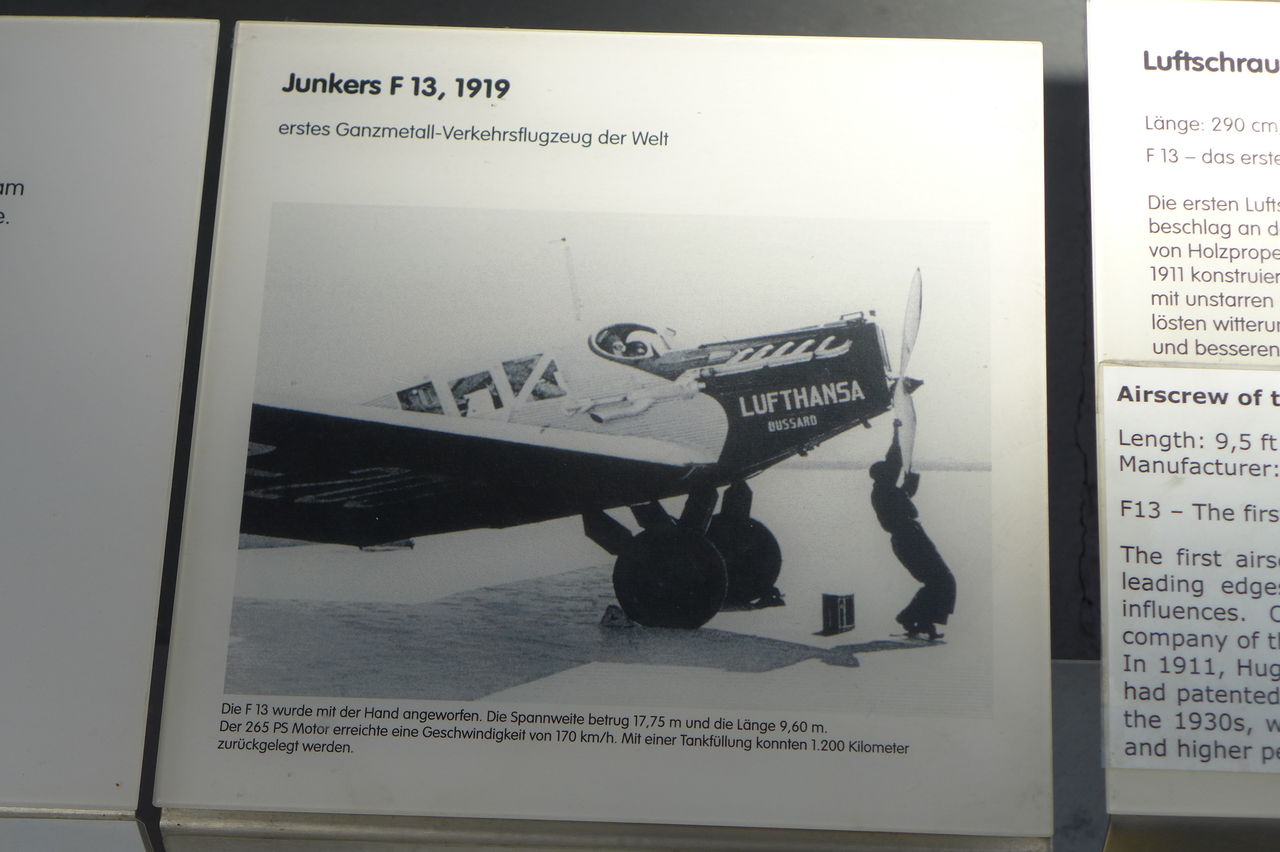 am
e.
Junkers F 13, 1919
erstes Ganzmetall-Verkehrsflugzeug der Welt
LUFTHANSA
BUSSARD
Die F 13 wurde mit der Hand angeworfen. Die Spannweite betrug 17,75 m und die Länge 9,60 m.
Der 265 PS Motor erreichte eine Geschwindigkeit von 170 km/h. Mit einer Tankfüllung konnten 1.200 Kilometer
zurückgelegt werden.
Luftschrau
Länge: 290 cm
F 13 – das erste
Die ersten Lufts
beschlag an d
von Holzprope
1911 konstruier
mit unstarren
lösten witteru
und besseren
Airscrew of t
Length: 9,5 ft
Manufacturer:
F13 – The firs
The first airs
leading edges
influences. C
company of th
In 1911, Hug
had patented
the 1930s, w
and higher pe